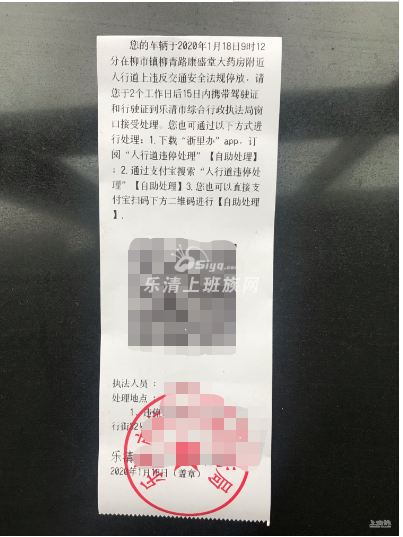 您的车辆于2020年1月18日9时12
分在柳市镇柳青路康盛堂大药房附近
人行道上违反交通安全法规停放，请
您于2个工作日后15日内携带驾驶证
和行驶证到乐清市综合行政执法局窗
口接受处理。您也可通过以下方式进
行处理：1.下载“浙里办”app，订
阅“人行道违停处理”【自助处理】
；2.通过支付宝搜索“人行道违停处
理”【自助处理】3.您也可以直接支
付宝扫码下方二维码进行【自助处理
】.
乐清上班族网
执法人员：
处理地点：
1、
行街
乐清
2020年1月18日（盖章）